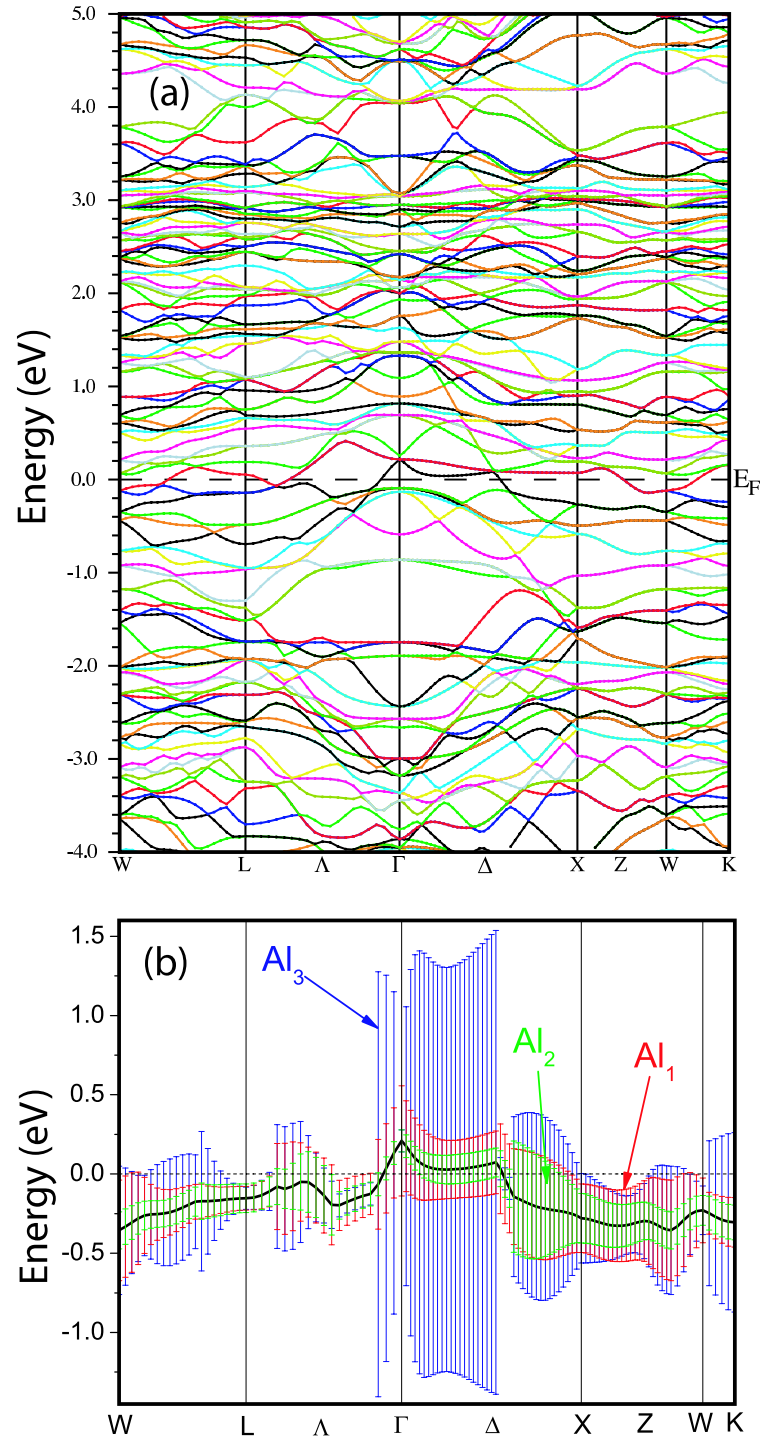 5.0
(a)
4.0
3.0
2.0
1.0
0.0
E_F
-1.0
-2.0
-3.0
-4.0
Energy (eV)
W L Λ Γ Δ X Z W K
1.5
(b)
Al₃
1.0
Al₂
Al₁
0.5
0.0
-0.5
-1.0
Energy (eV)
W L Λ Γ Δ X Z W K